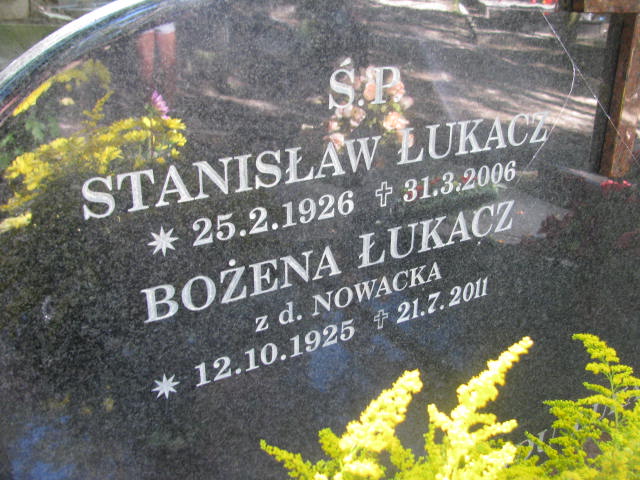 Ś.P.
STANISŁAW ŁUKACZ
* 25.2.1926 ✝ 31.3.2006
BOŻENA ŁUKACZ
z d. NOWACKA
* 12.10.1925 ✝ 21.7.2011